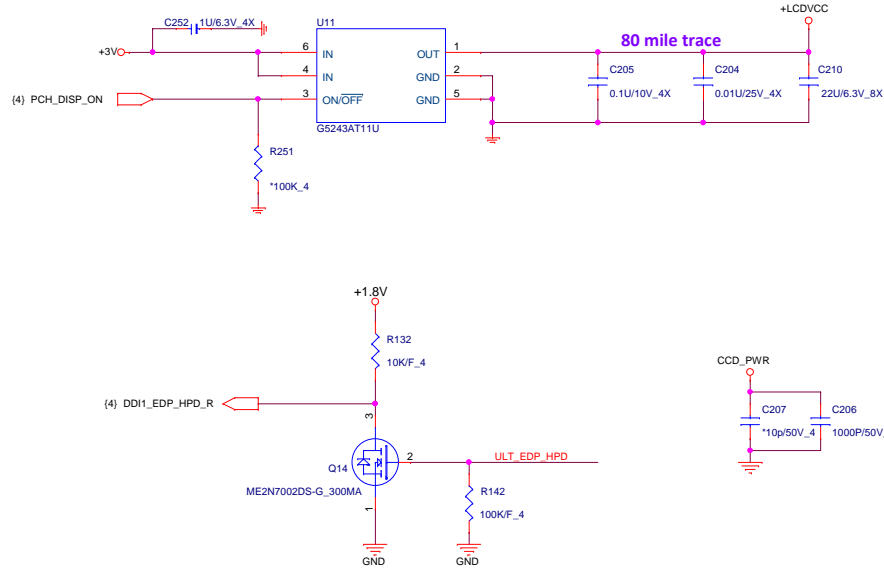 C252
1U/6.3V_4X
U11
+LCDVCC
+3V
6
IN
OUT
1
80 mile trace
4
IN
GND
2
C205
C204
C210
{4} PCH_DISP_ON
3
ON/OFF
GND
5
0.1U/10V_4X
0.01U/25V_4X
22U/6.3V_8X
G5243AT11U
R251
*100K_4
+1.8V
R132
10K/F_4
CCD_PWR
{4} DDI1_EDP_HPD_R
3
C207
C206
*10p/50V_4
1000P/50V_
Q14
2
ULT_EDP_HPD
ME2N7002DS-G_300MA
R142
1
100K/F_4
GND
GND